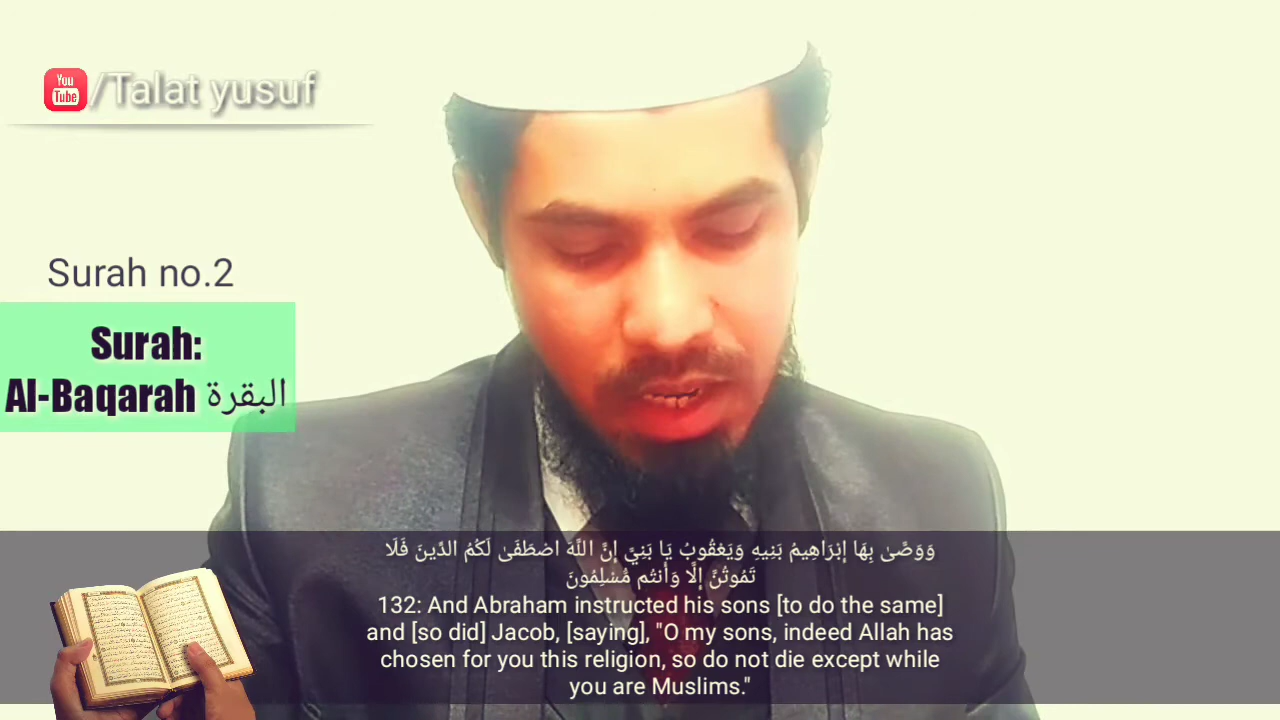 You
Tube
/Talat yusuf
Surah no.2
Surah:
Al-Baqarah البقرة
وَوَصَّىٰ بِهَا إِبْرَاهِيمُ بَنِيهِ وَيَعْقُوبُ يَا بَنِيَّ إِنَّ اللَّهَ اصْطَفَىٰ لَكُمُ الدِّينَ فَلَا
تَمُوتُنَّ إِلَّا وَأَنتُم مُّسْلِمُونَ
132: And Abraham instructed his sons [to do the same]
and [so did] Jacob, [saying], "O my sons, indeed Allah has
chosen for you this religion, so do not die except while
you are Muslims."